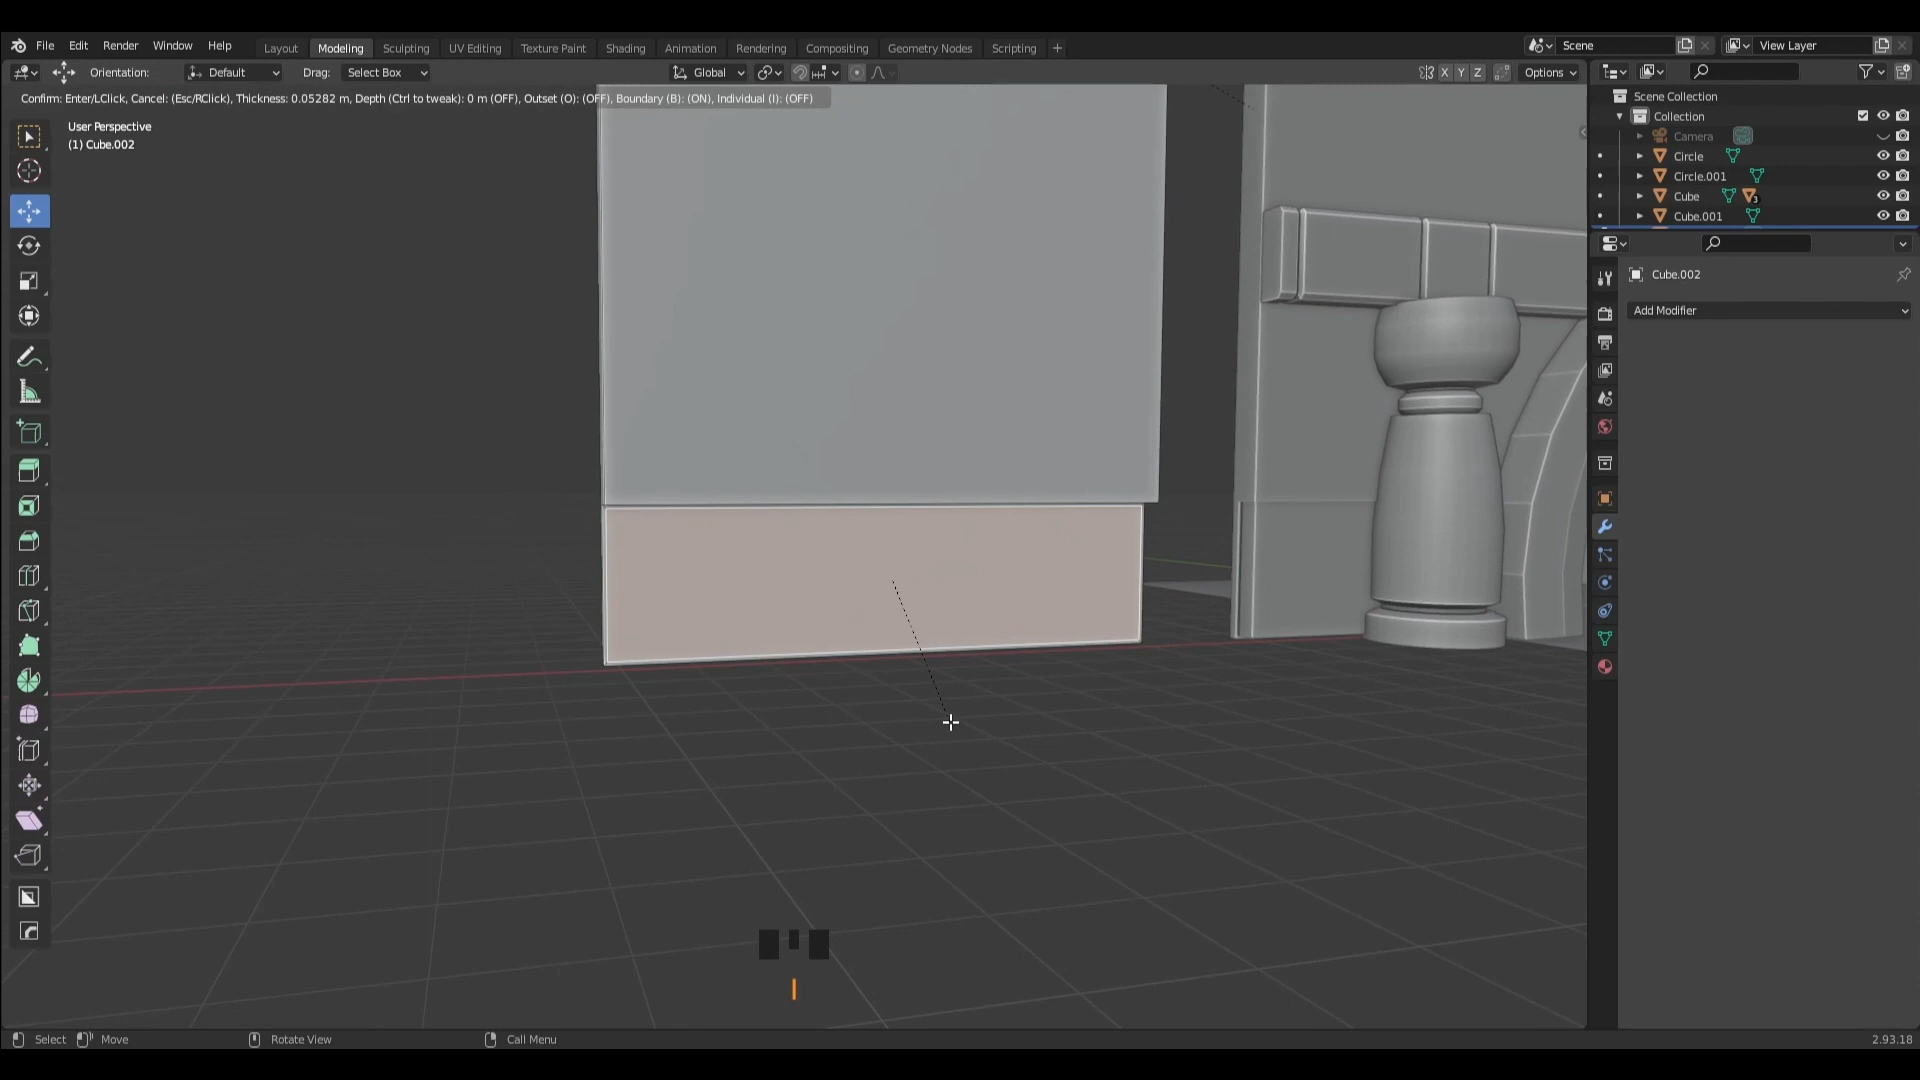 File Edit Render Window Help Layout Modeling Sculpting UV Editing Texture Paint Shading Animation Rendering Compositing Geometry Nodes Scripting + Scene View Layer
Orientation: Default Drag: Select Box Global X Y Z Options
Confirm: Enter/LClick, Cancel: (Esc/RClick), Thickness: 0.05282 m, Depth (Ctrl to tweak): 0 m (OFF), Outset (O): (OFF), Boundary (B): (ON), Individual (I): (OFF)
User Perspective
(1) Cube.002
Scene Collection
Collection
Camera
Circle
Circle.001
Cube 3
Cube.001
Cube.002
Add Modifier
I
Select Move Rotate View Call Menu 2.93.18